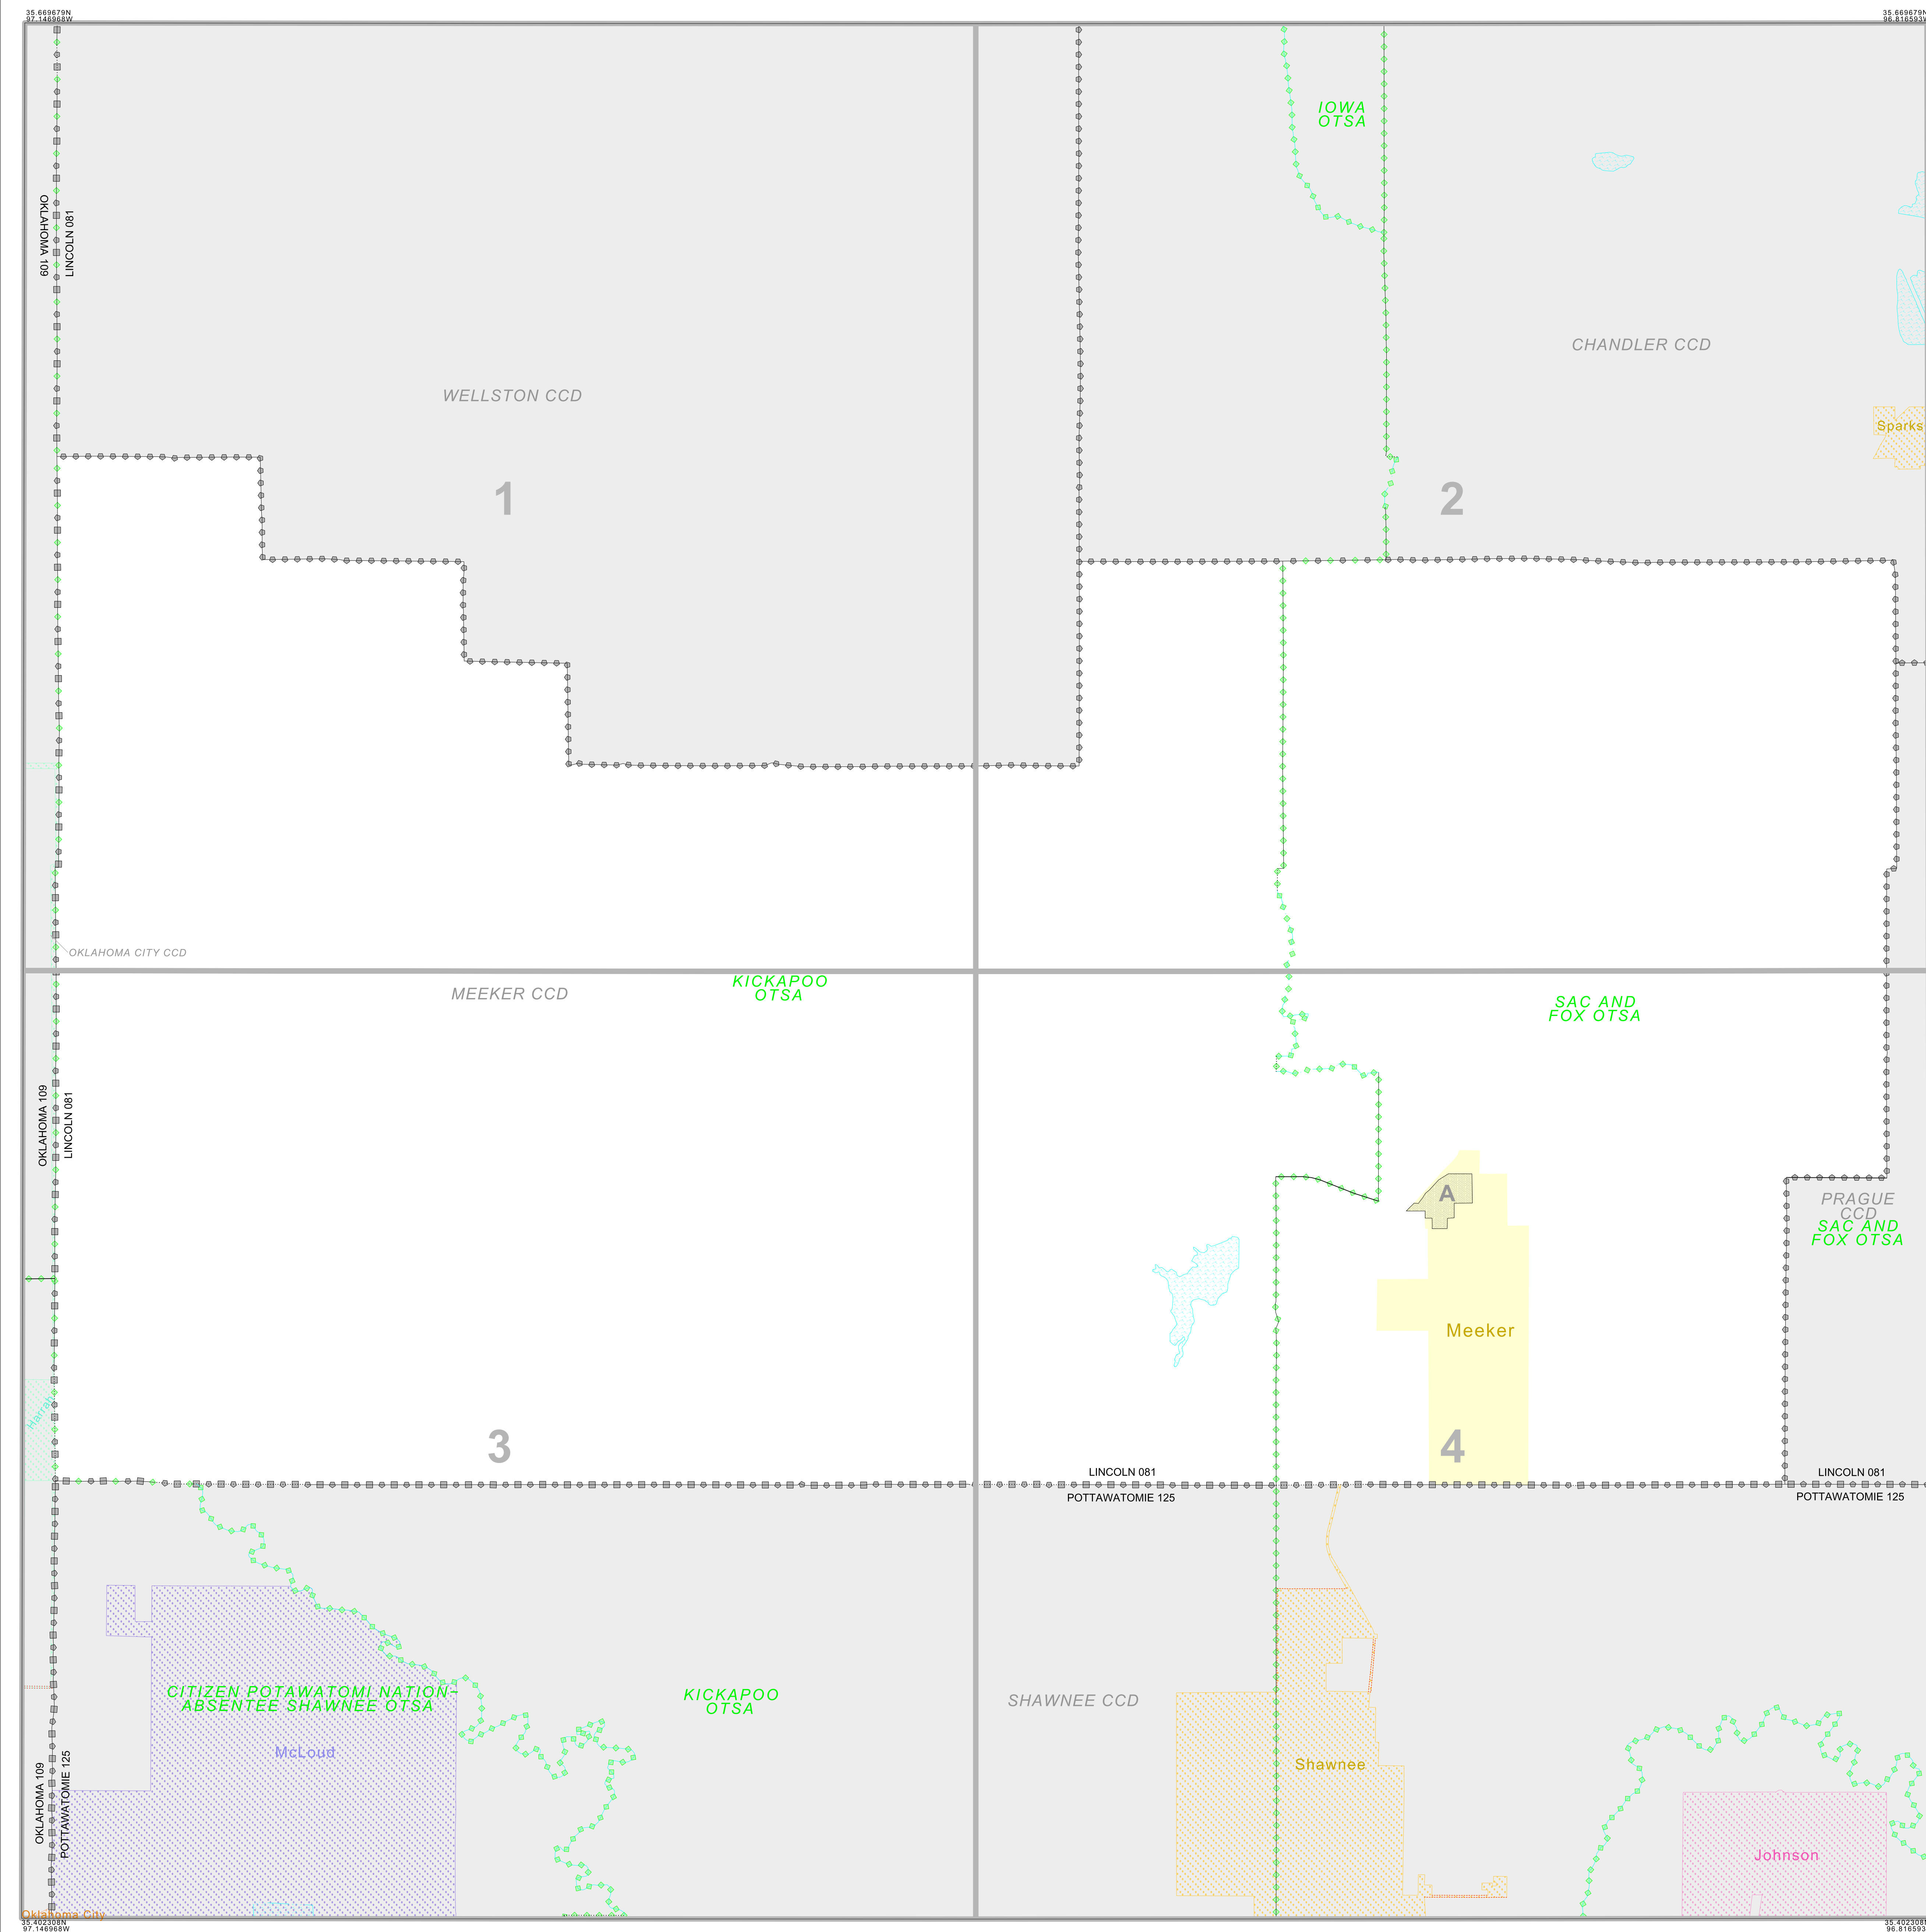 35.669679N
97.146968W
35.669679N
96.816593W
IOWA
OTSA
OKLAHOMA 109
LINCOLN 081
CHANDLER CCD
WELLSTON CCD
Sparks
1
2
OKLAHOMA CITY CCD
KICKAPOO
OTSA
MEEKER CCD
SAC AND
FOX OTSA
OKLAHOMA 109
LINCOLN 081
A
PRAGUE
CCD
SAC AND
FOX OTSA
Meeker
Harrah
3
4
LINCOLN 081
POTTAWATOMIE 125
LINCOLN 081
POTTAWATOMIE 125
CITIZEN POTAWATOMI NATION-
ABSENTEE SHAWNEE OTSA
KICKAPOO
OTSA
SHAWNEE CCD
McLoud
Shawnee
OKLAHOMA 109
POTTAWATOMIE 125
Johnson
Oklahoma City
35.402308N
97.146968W
35.402308N
96.816593